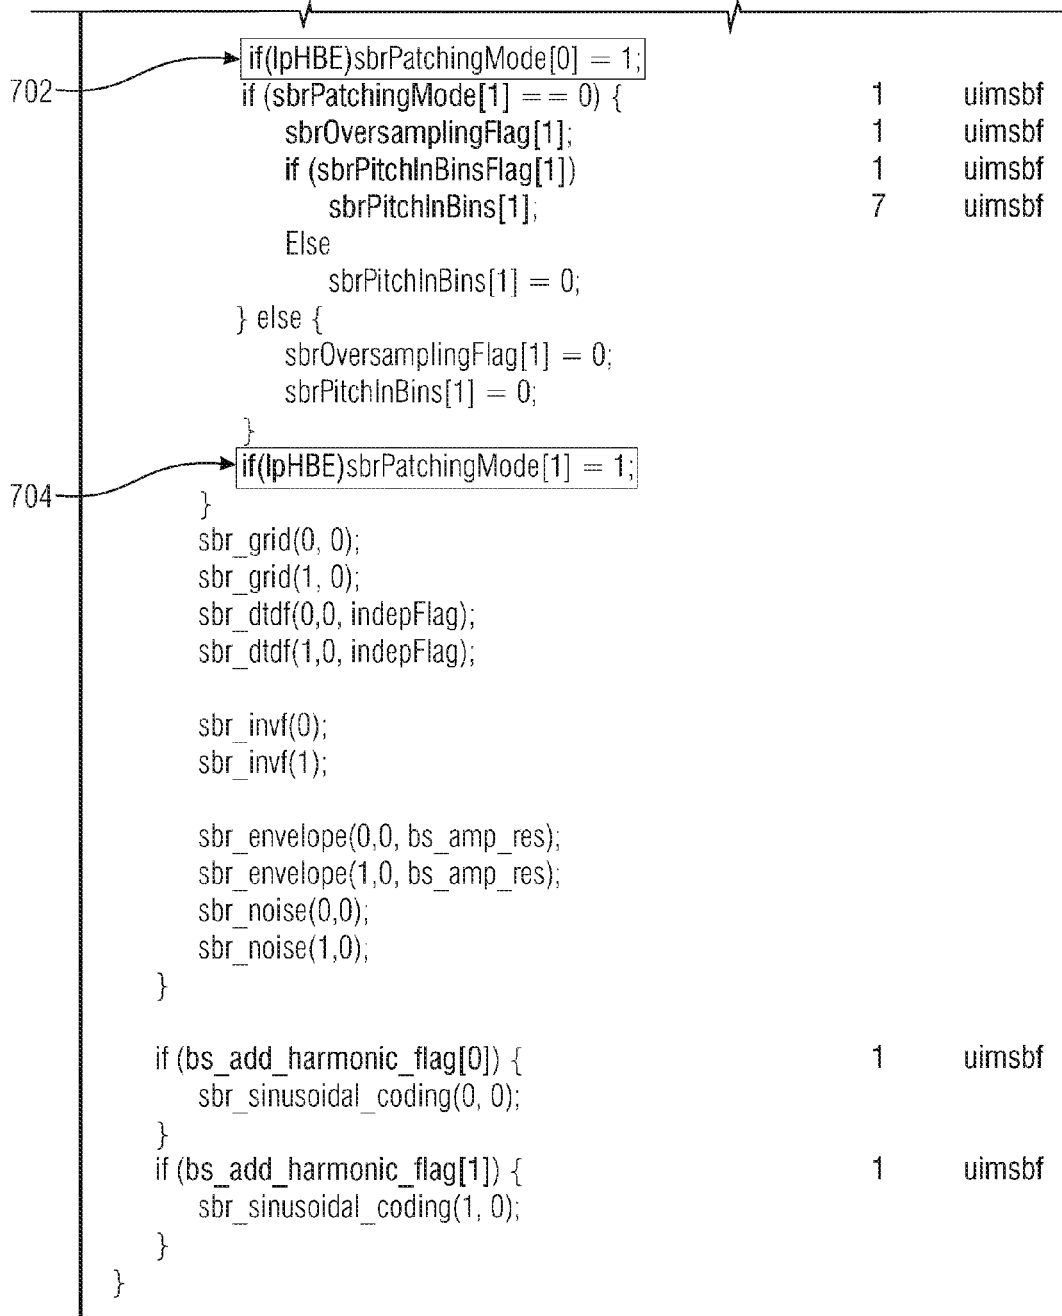 702
if(lpHBE)sbrPatchingMode[0] = 1;
if (sbrPatchingMode[1] == 0) { 1 uimsbf
sbrOversamplingFlag[1]; 1 uimsbf
if (sbrPitchInBinsFlag[1]) 1 uimsbf
sbrPitchInBins[1]; 7 uimsbf
Else
sbrPitchInBins[1] = 0;
} else {
sbrOversamplingFlag[1] = 0;
sbrPitchInBins[1] = 0;
}
704
if(lpHBE)sbrPatchingMode[1] = 1;
}
sbr_grid(0, 0);
sbr_grid(1, 0);
sbr_dtdf(0,0, indepFlag);
sbr_dtdf(1,0, indepFlag);
sbr_invf(0);
sbr_invf(1);
sbr_envelope(0,0, bs_amp_res);
sbr_envelope(1,0, bs_amp_res);
sbr_noise(0,0);
sbr_noise(1,0);
}
if (bs_add_harmonic_flag[0]) { 1 uimsbf
sbr_sinusoidal_coding(0, 0);
}
if (bs_add_harmonic_flag[1]) { 1 uimsbf
sbr_sinusoidal_coding(1, 0);
}
}